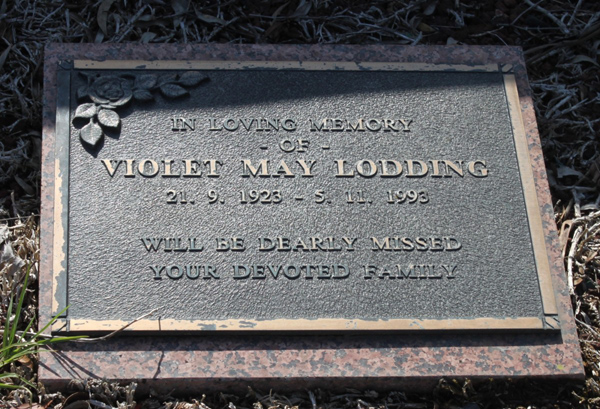 IN LOVING MEMORY
- OF -
VIOLET MAY LODDING
21. 9. 1923 - 5. 11. 1993
WILL BE DEARLY MISSED
YOUR DEVOTED FAMILY